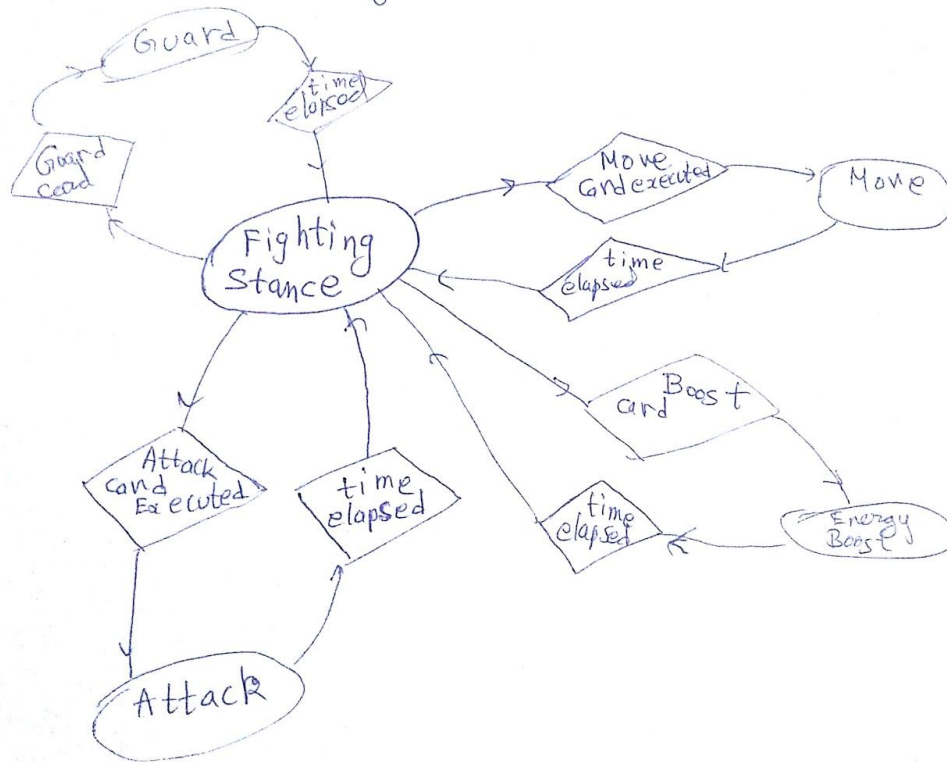 Guard
time
elapsed
Guard
Move
card executed
Move
Fighting
Stance
time
elapsed
Boost
card
Attack
card
Executed
time
elapsed
time
elapsed
Energy
Boost
Attack